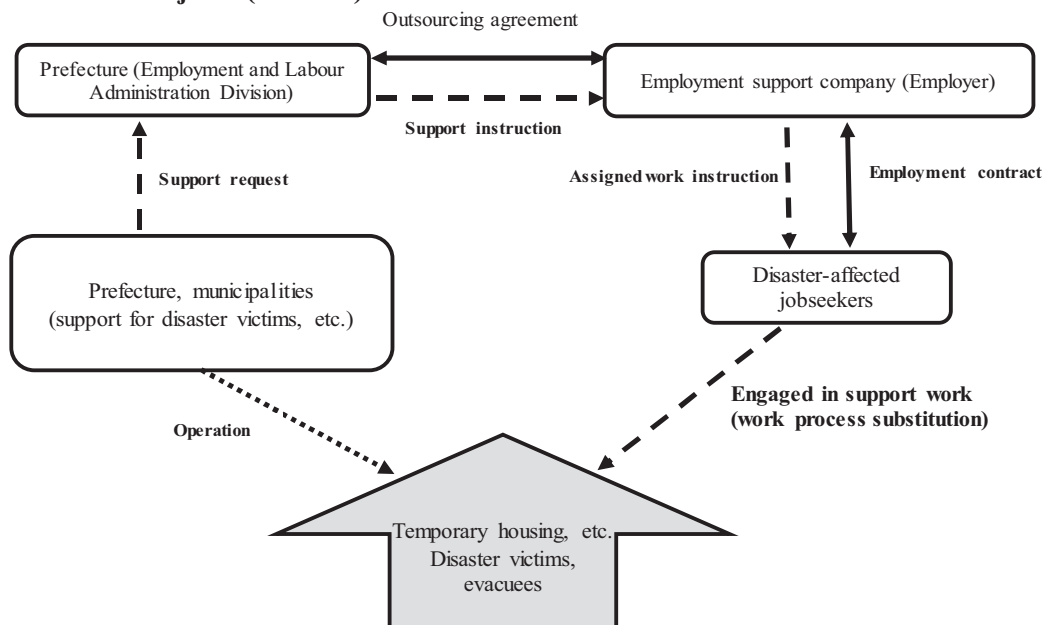 Outsourcing agreement
Prefecture (Employment and Labour
Administration Division)
Employment support company (Employer)
Support instruction
Support request
Assigned work instruction
Employment contract
Prefecture, municipalities
(support for disaster victims, etc.)
Disaster-affected
jobseekers
Engaged in support work
(work process substitution)
Operation
Temporary housing, etc.
Disaster victims,
evacuees